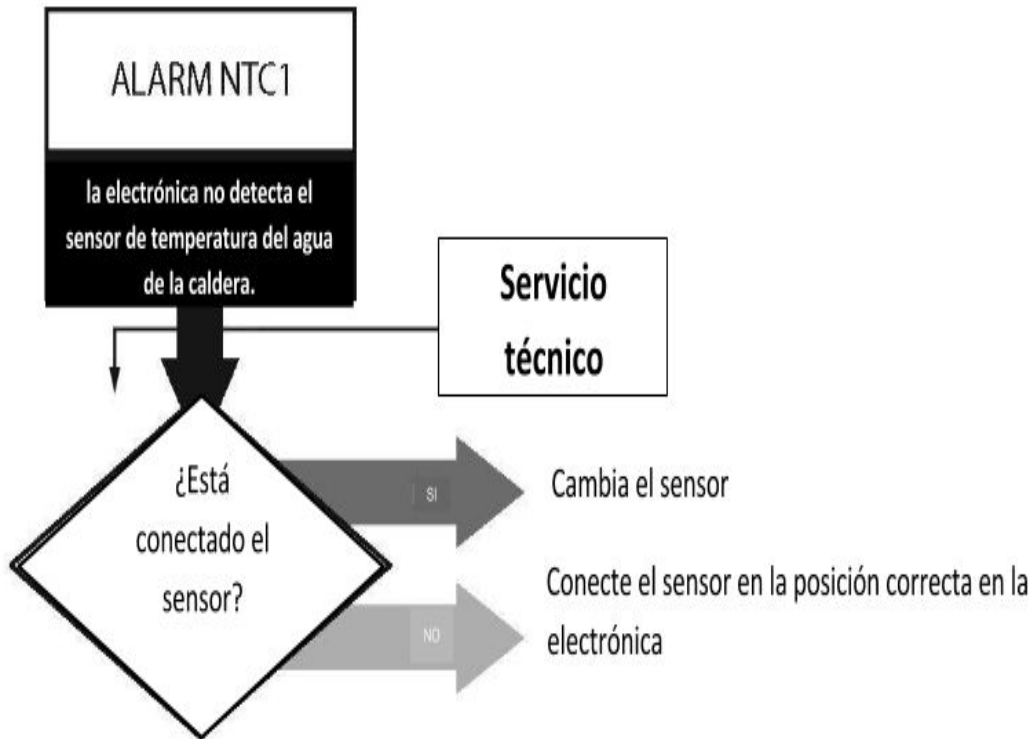 ALARM NTC1
la electrónica no detecta el
sensor de temperatura del agua
de la caldera.
Servicio
técnico
¿Está
conectado el
sensor?
SI
Cambia el sensor
NO
Conecte el sensor en la posición correcta en la
electrónica